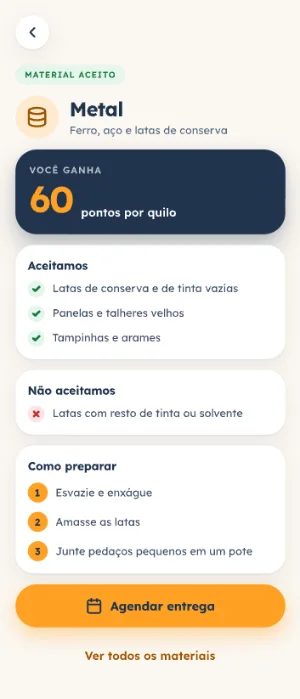 MATERIAL ACEITO
Metal
Ferro, aço e latas de conserva
VOCÊ GANHA
60 pontos por quilo
Aceitamos
Latas de conserva e de tinta vazias
Panelas e talheres velhos
Tampinhas e arames
Não aceitamos
Latas com resto de tinta ou solvente
Como preparar
1 Esvazie e enxágue
2 Amasse as latas
3 Junte pedaços pequenos em um pote
Agendar entrega
Ver todos os materiais